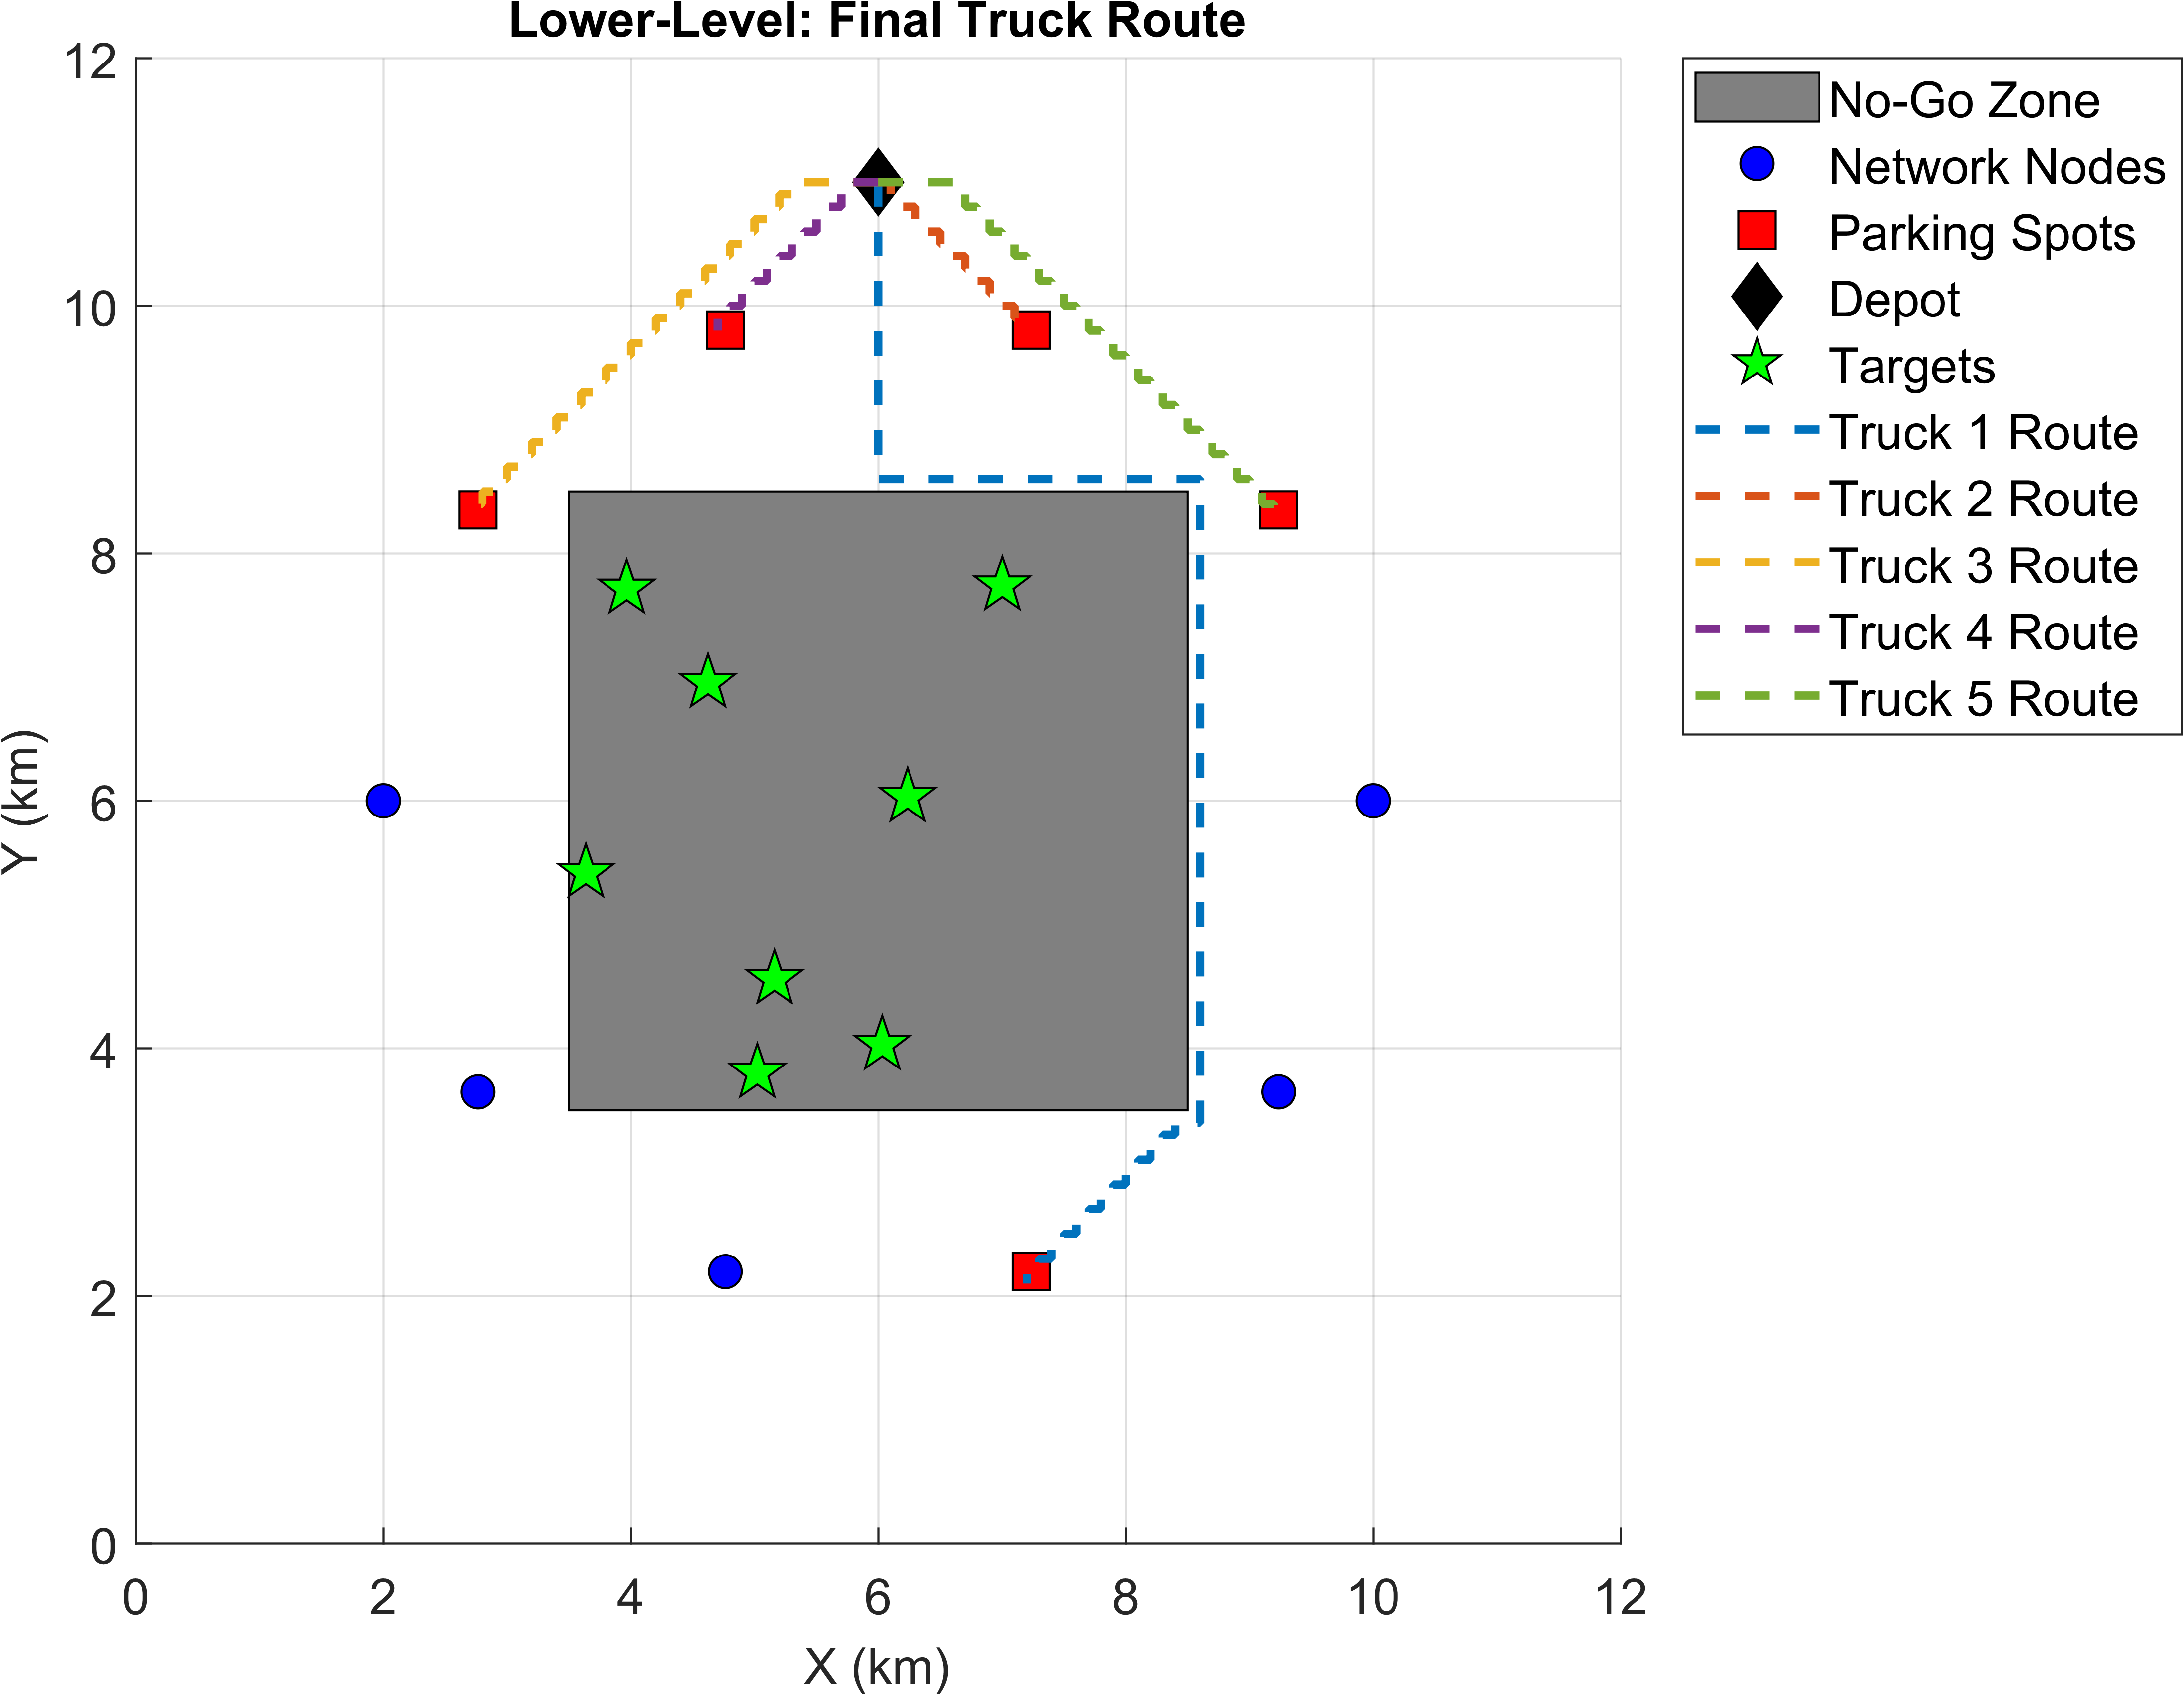 Lower-Level: Final Truck Route
12
10
8
6
4
2
0
Y (km)
0 2 4 6 8 10 12
X (km)
No-Go Zone
Network Nodes
Parking Spots
Depot
Targets
Truck 1 Route
Truck 2 Route
Truck 3 Route
Truck 4 Route
Truck 5 Route